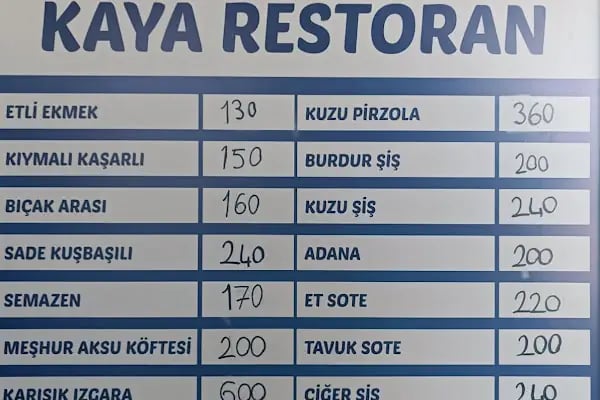 KAYA RESTORAN
ETLİ EKMEK 130 KUZU PİRZOLA 360
KIYMALI KAŞARLI 150 BURDUR ŞİŞ 200
BIÇAK ARASI 160 KUZU ŞİŞ 240
SADE KUŞBAŞILI 240 ADANA 200
SEMAZEN 170 ET SOTE 220
MEŞHUR AKSU KÖFTESİ 200 TAVUK SOTE 200
KARIŞIK IZGARA 600 CİĞER ŞİŞ 240